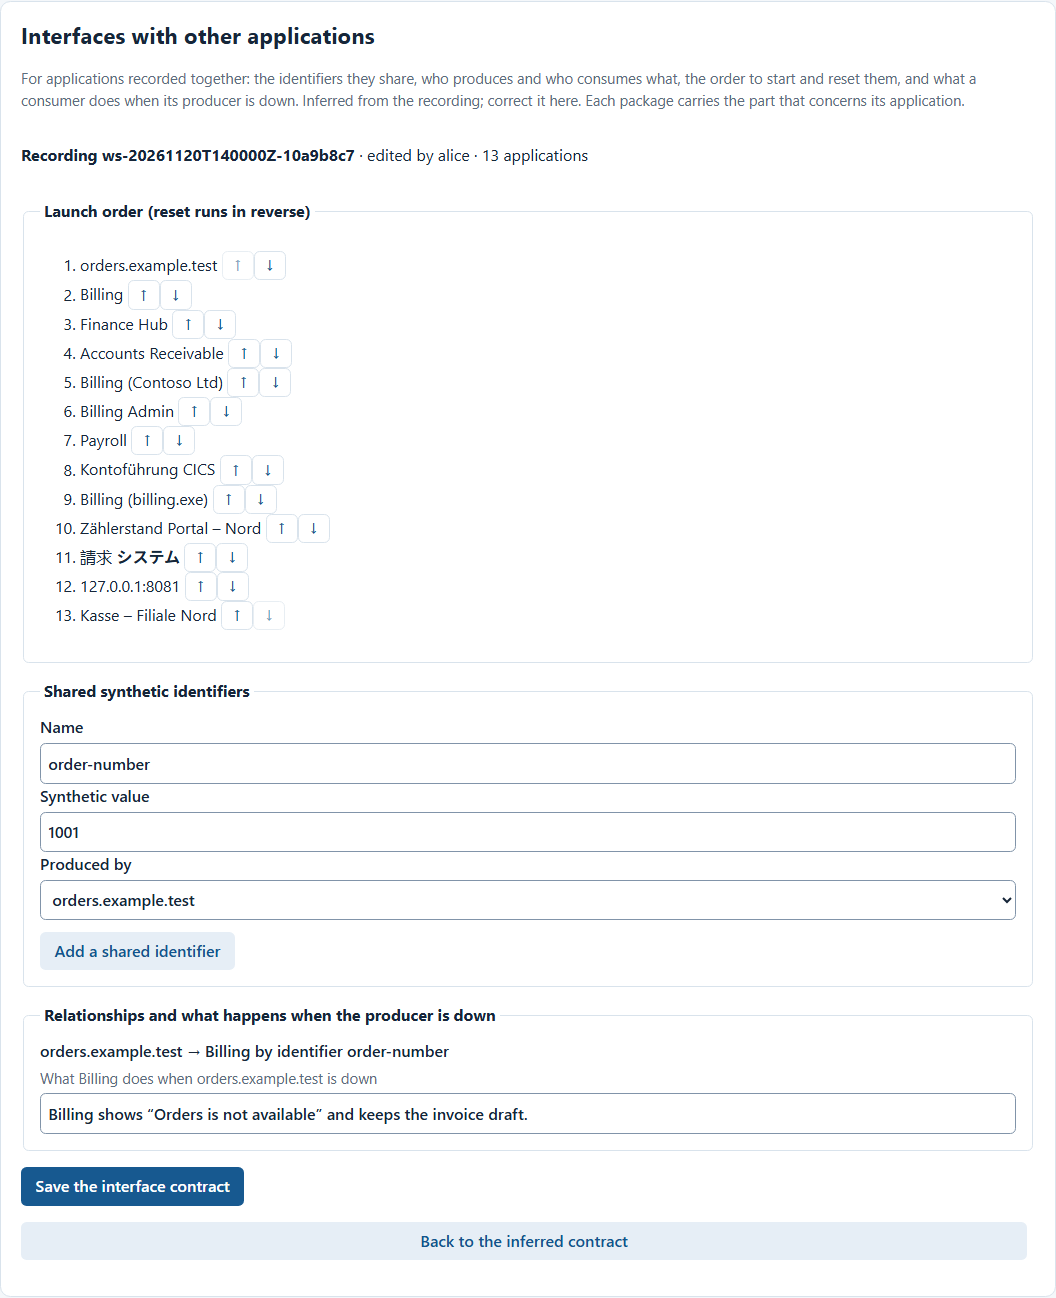 Interfaces with other applications
For applications recorded together: the identifiers they share, who produces and who consumes what, the order to start and reset them, and what a
consumer does when its producer is down. Inferred from the recording; correct it here. Each package carries the part that concerns its application.
Recording ws-20261120T140000Z-10a9b8c7 · edited by alice · 13 applications
Launch order (reset runs in reverse)
1. orders.example.test ↑ ↓
2. Billing ↑ ↓
3. Finance Hub ↑ ↓
4. Accounts Receivable ↑ ↓
5. Billing (Contoso Ltd) ↑ ↓
6. Billing Admin ↑ ↓
7. Payroll ↑ ↓
8. Kontoführung CICS ↑ ↓
9. Billing (billing.exe) ↑ ↓
10. Zählerstand Portal – Nord ↑ ↓
11. 請求 システム ↑ ↓
12. 127.0.0.1:8081 ↑ ↓
13. Kasse – Filiale Nord ↑ ↓
Shared synthetic identifiers
Name
order-number
Synthetic value
1001
Produced by
orders.example.test
Add a shared identifier
Relationships and what happens when the producer is down
orders.example.test → Billing by identifier order-number
What Billing does when orders.example.test is down
Billing shows “Orders is not available” and keeps the invoice draft.
Save the interface contract
Back to the inferred contract